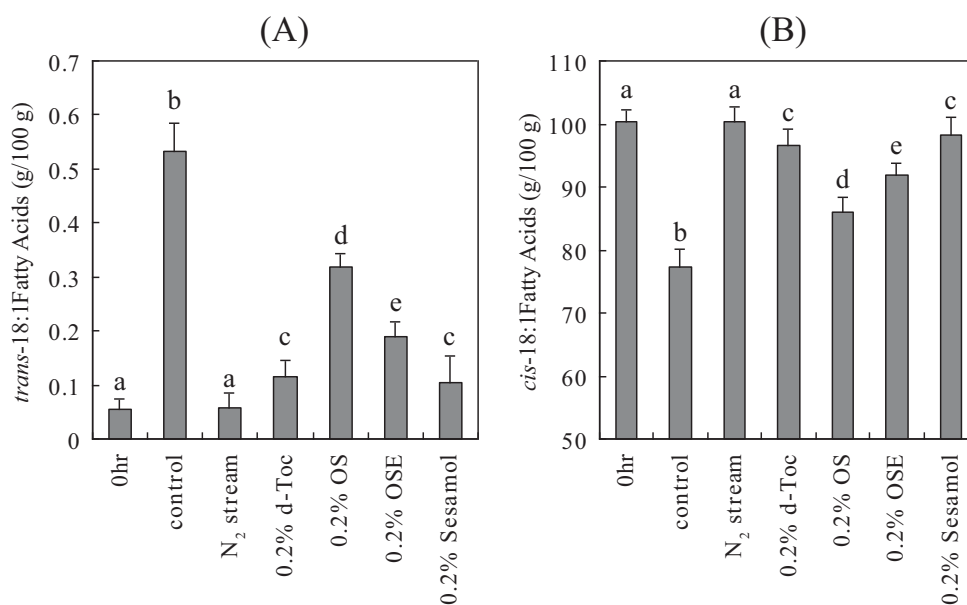 (A)
trans-18:1Fatty Acids (g/100 g)
0.7
0.6
0.5
0.4
0.3
0.2
0.1
0
a
b
a
c
d
e
c
0hr
control
N₂ stream
0.2% d-Toc
0.2% OS
0.2% OSE
0.2% Sesamol
(B)
cis-18:1Fatty Acids (g/100 g)
110
100
90
80
70
60
50
a
b
a
c
d
e
c
0hr
control
N₂ stream
0.2% d-Toc
0.2% OS
0.2% OSE
0.2% Sesamol